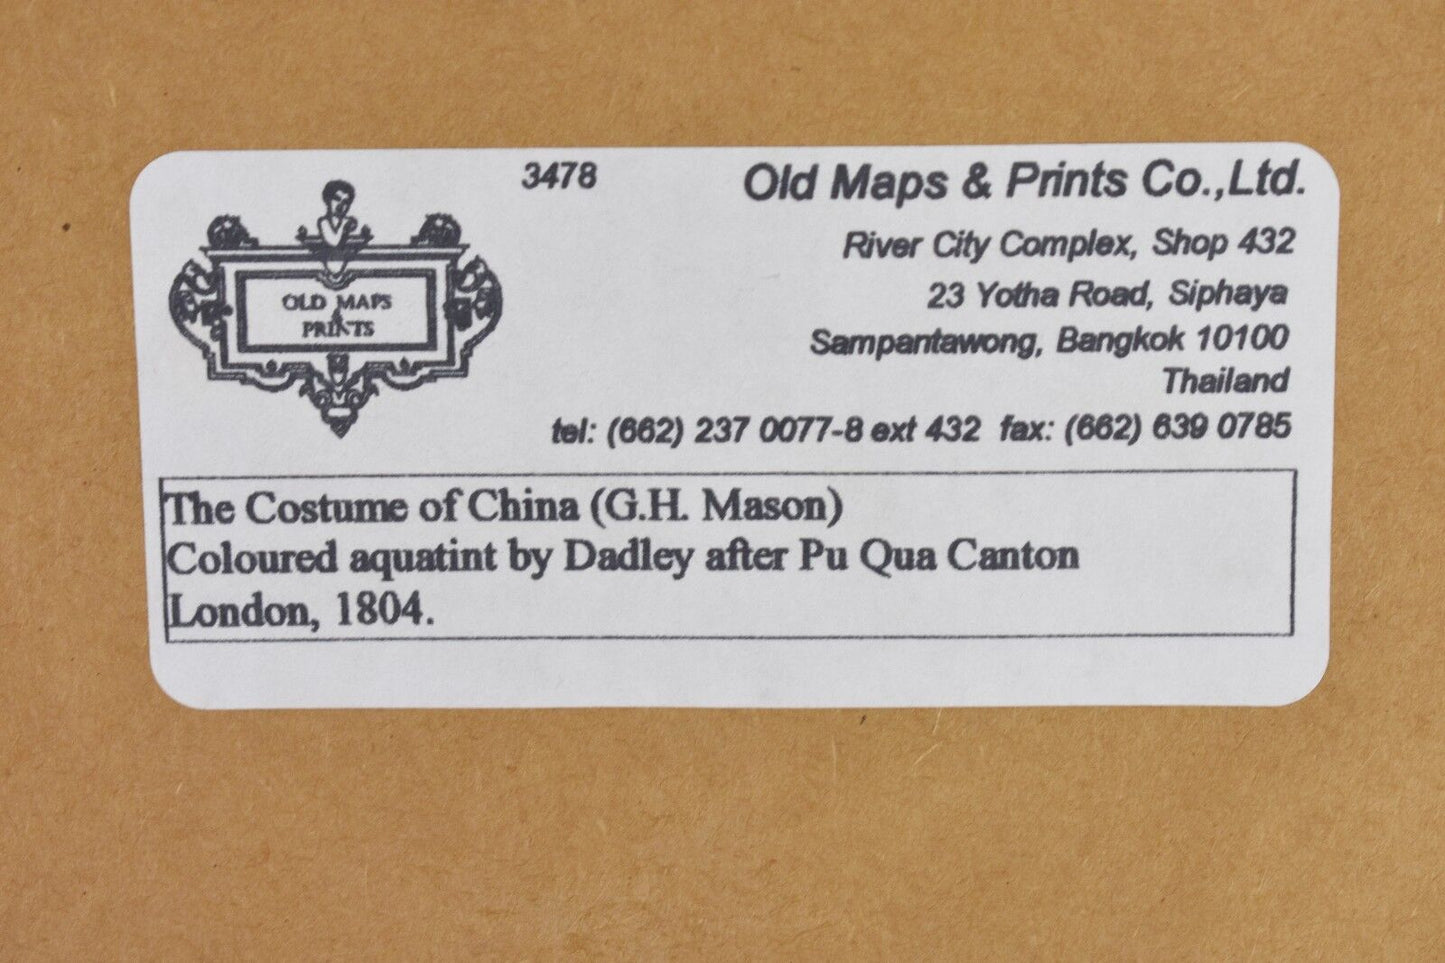 3478
Old Maps & Prints Co.,Ltd.
River City Complex, Shop 432
23 Yotha Road, Siphaya
Sampantawong, Bangkok 10100
Thailand
tel: (662) 237 0077-8 ext 432 fax: (662) 639 0785
OLD MAPS
&
PRINTS
The Costume of China (G.H. Mason)
Coloured aquatint by Dadley after Pu Qua Canton
London, 1804.